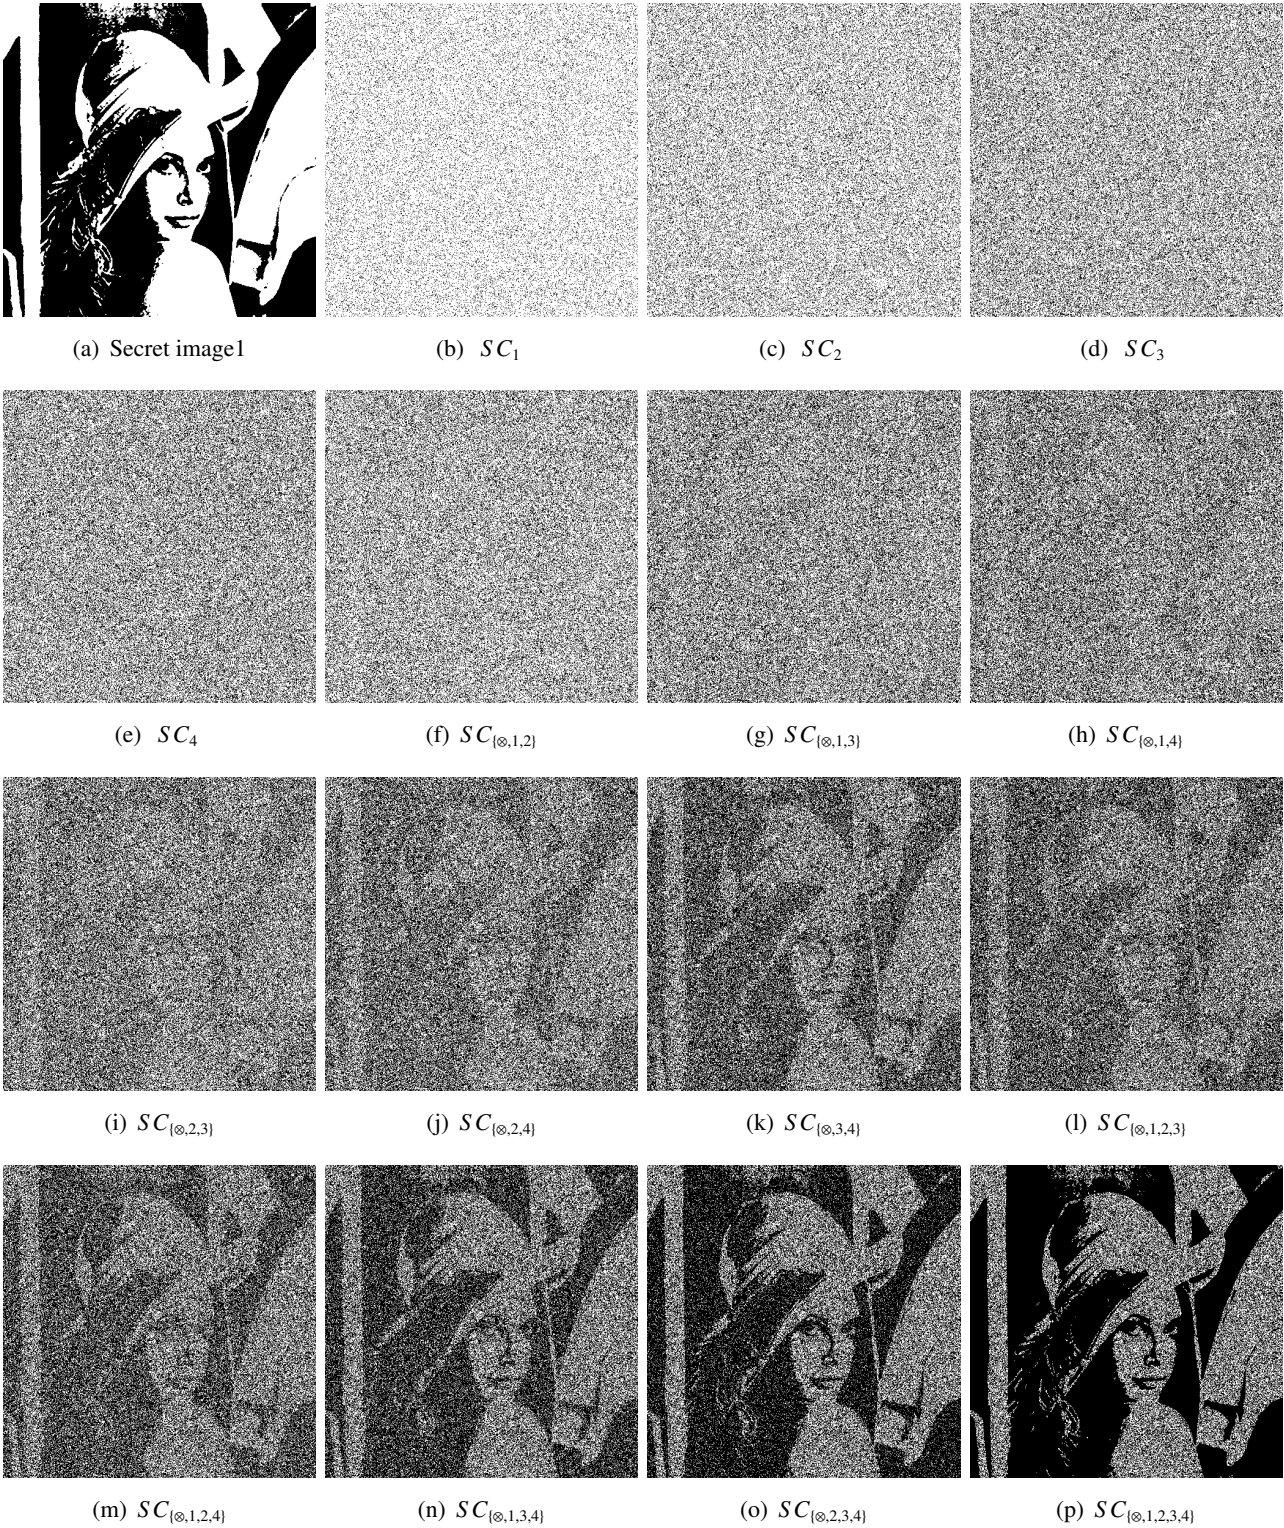 (a) Secret image1 (b) SC₁ (c) SC₂ (d) SC₃
(e) SC₄ (f) SC{⊗,1,2} (g) SC{⊗,1,3} (h) SC{⊗,1,4}
(i) SC{⊗,2,3} (j) SC{⊗,2,4} (k) SC{⊗,3,4} (l) SC{⊗,1,2,3}
(m) SC{⊗,1,2,4} (n) SC{⊗,1,3,4} (o) SC{⊗,2,3,4} (p) SC{⊗,1,2,3,4}